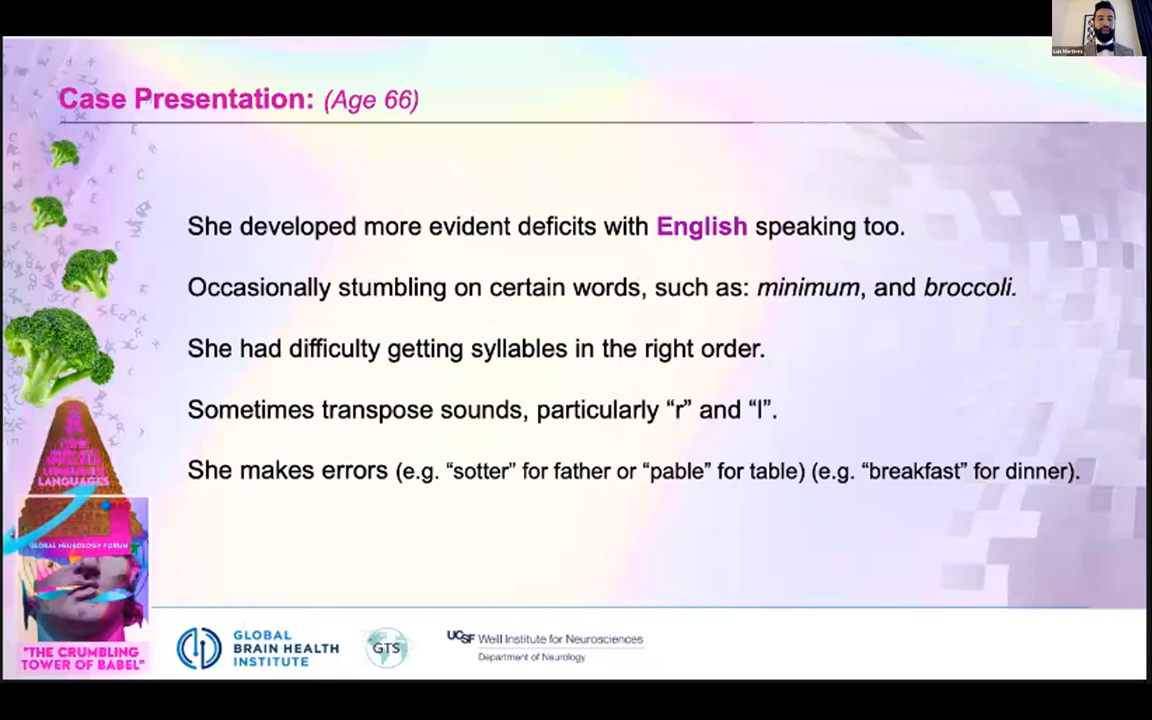 Luis Martinez
Case Presentation: (Age 66)
She developed more evident deficits with English speaking too.
Occasionally stumbling on certain words, such as: minimum, and broccoli.
She had difficulty getting syllables in the right order.
Sometimes transpose sounds, particularly “r” and “l”.
She makes errors (e.g. “sotter” for father or “pable” for table) (e.g. “breakfast” for dinner).
LANGUAGES
GLOBAL NEUROLOGY FORUM
"THE CRUMBLING
TOWER OF BABEL"
GLOBAL
BRAIN HEALTH
INSTITUTE
GTS
UCSF Weill Institute for Neurosciences
Department of Neurology